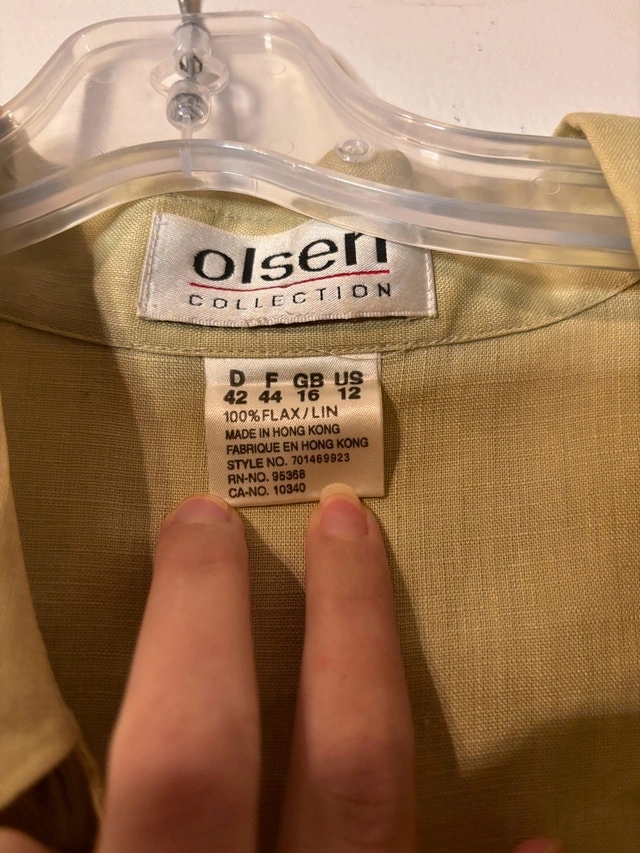 olsen
COLLECTION
D F GB US
42 44 16 12
100%FLAX/LIN
MADE IN HONG KONG
FABRIQUE EN HONG KONG
STYLE NO. 701469923
RN-NO. 95368
CA-NO. 10340